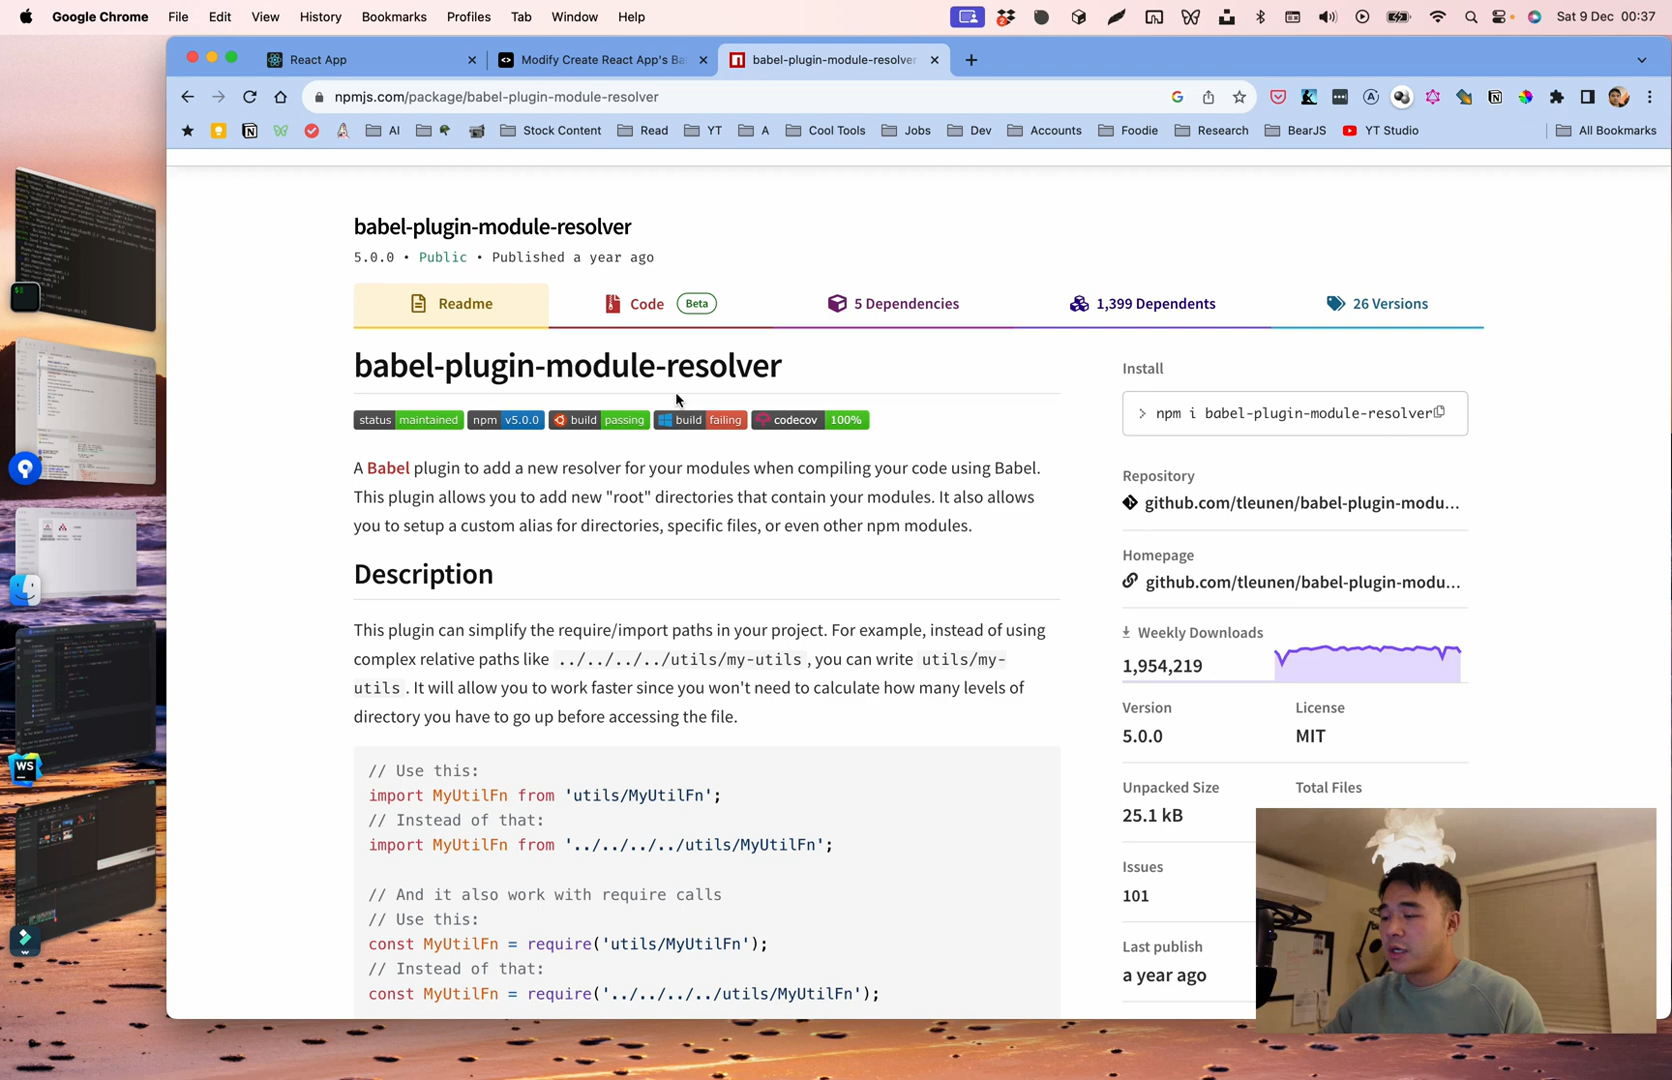 Google Chrome File Edit View History Bookmarks Profiles Tab Window Help Sat 9 Dec 00:37
React App Modify Create React App's Ba babel-plugin-module-resolver
npmjs.com/package/babel-plugin-module-resolver
AI Stock Content Read YT A Cool Tools Jobs Dev Accounts Foodie Research BearJS YT Studio All Bookmarks
babel-plugin-module-resolver
5.0.0 • Public • Published a year ago
Readme Code Beta 5 Dependencies 1,399 Dependents 26 Versions
babel-plugin-module-resolver
status maintained npm v5.0.0 build passing build failing codecov 100%
A Babel plugin to add a new resolver for your modules when compiling your code using Babel.
This plugin allows you to add new "root" directories that contain your modules. It also allows
you to setup a custom alias for directories, specific files, or even other npm modules.
Description
This plugin can simplify the require/import paths in your project. For example, instead of using
complex relative paths like ../../../../utils/my-utils, you can write utils/my-
utils. It will allow you to work faster since you won't need to calculate how many levels of
directory you have to go up before accessing the file.
// Use this:
import MyUtilFn from 'utils/MyUtilFn';
// Instead of that:
import MyUtilFn from '../../../../utils/MyUtilFn';
// And it also work with require calls
// Use this:
const MyUtilFn = require('utils/MyUtilFn');
// Instead of that:
const MyUtilFn = require('../../../../utils/MyUtilFn');
Install
> npm i babel-plugin-module-resolver
Repository
github.com/tleunen/babel-plugin-modu...
Homepage
github.com/tleunen/babel-plugin-modu...
Weekly Downloads
1,954,219
Version License
5.0.0 MIT
Unpacked Size Total Files
25.1 kB
Issues
101
Last publish
a year ago
WS